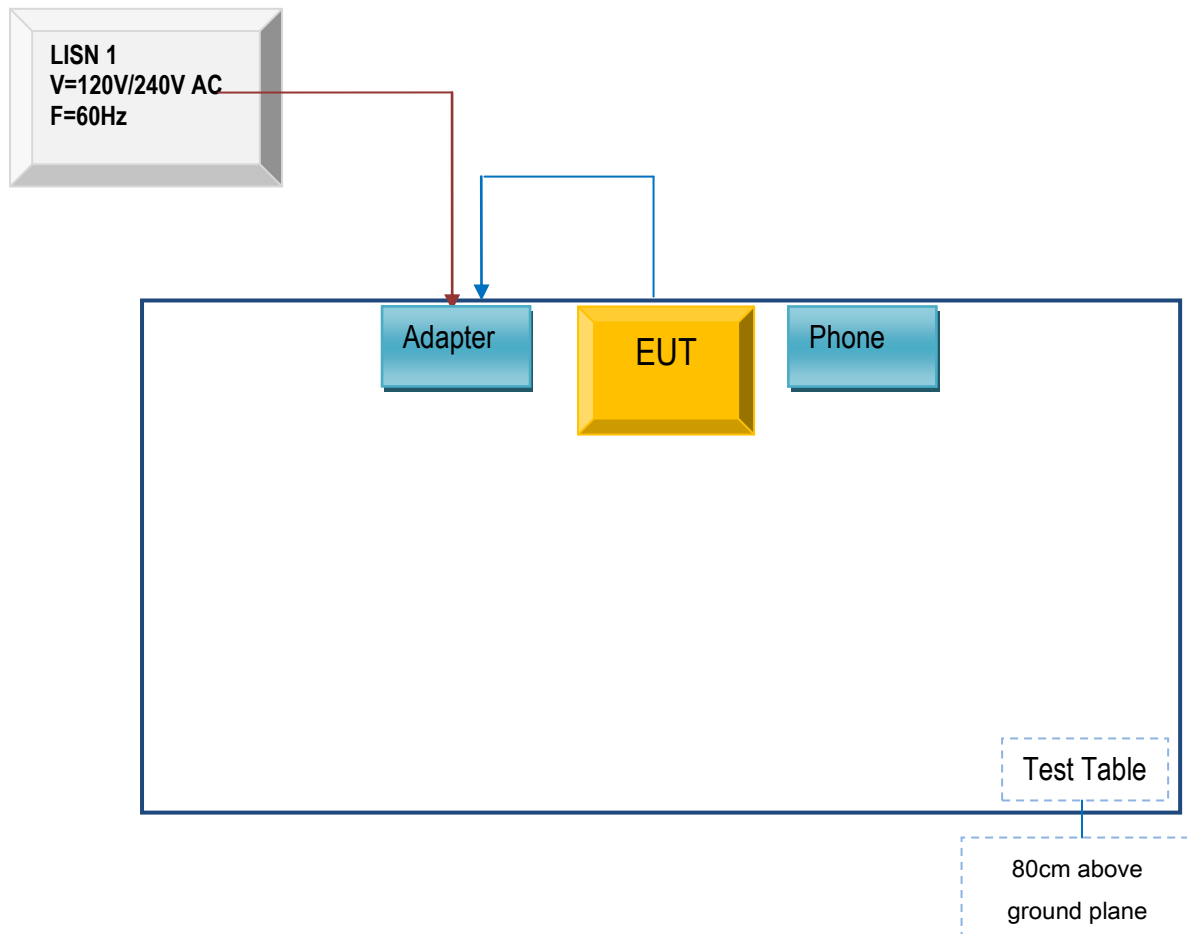 LISN 1
V=120V/240V AC
F=60Hz
Adapter
EUT
Phone
Test Table
80cm above
ground plane